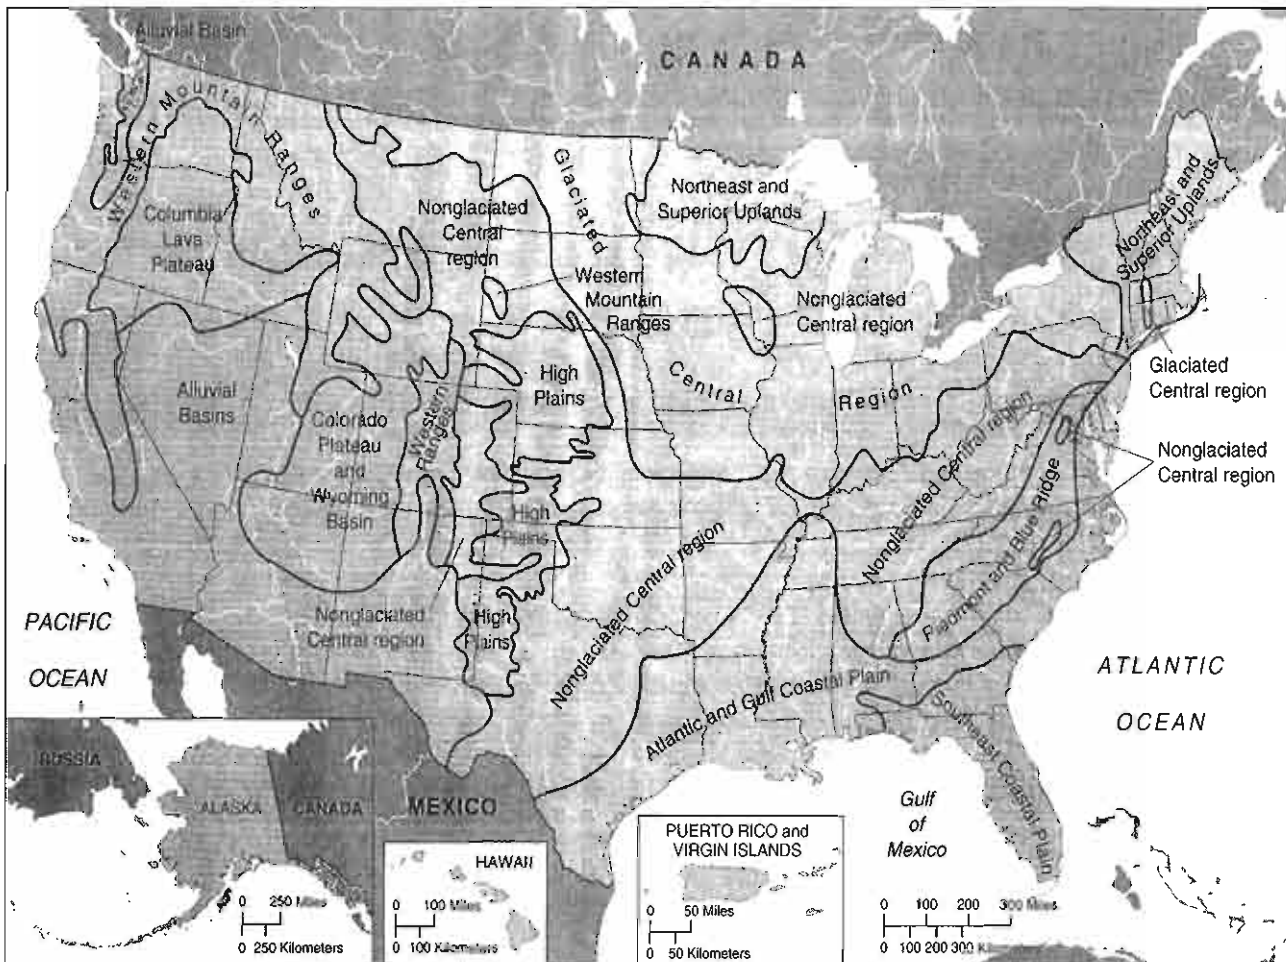 Alluvial Basin
CANADA
Western Mountain Ranges
Columbia
Lava
Plateau
Nonglaciated
Central
region
Glaciated
Central
Region
Northeast and
Superior Uplands
Northeast and
Superior Uplands
Western
Mountain
Ranges
Nonglaciated
Central region
Glaciated
Central region
Nonglaciated
Central region
Alluvial
Basins
Colorado
Plateau
and
Wyoming
Basin
Western
Ranges
High
Plains
High
Plains
High
Plains
Nonglaciated
Central region
Nonglaciated Central region
Nonglaciated Central region
Piedmont and Blue Ridge
Atlantic and Gulf Coastal Plain
Southeast Coastal Plain
PACIFIC
OCEAN
ATLANTIC
OCEAN
Gulf
of
Mexico
MEXICO
RUSSIA
ALASKA
CANADA
0 250 Miles
0 250 Kilometers
HAWAII
0 100 Miles
0 100 Kilometers
PUERTO RICO and
VIRGIN ISLANDS
0 50 Miles
0 50 Kilometers
0 100 200 300 Miles
0 100 200 300